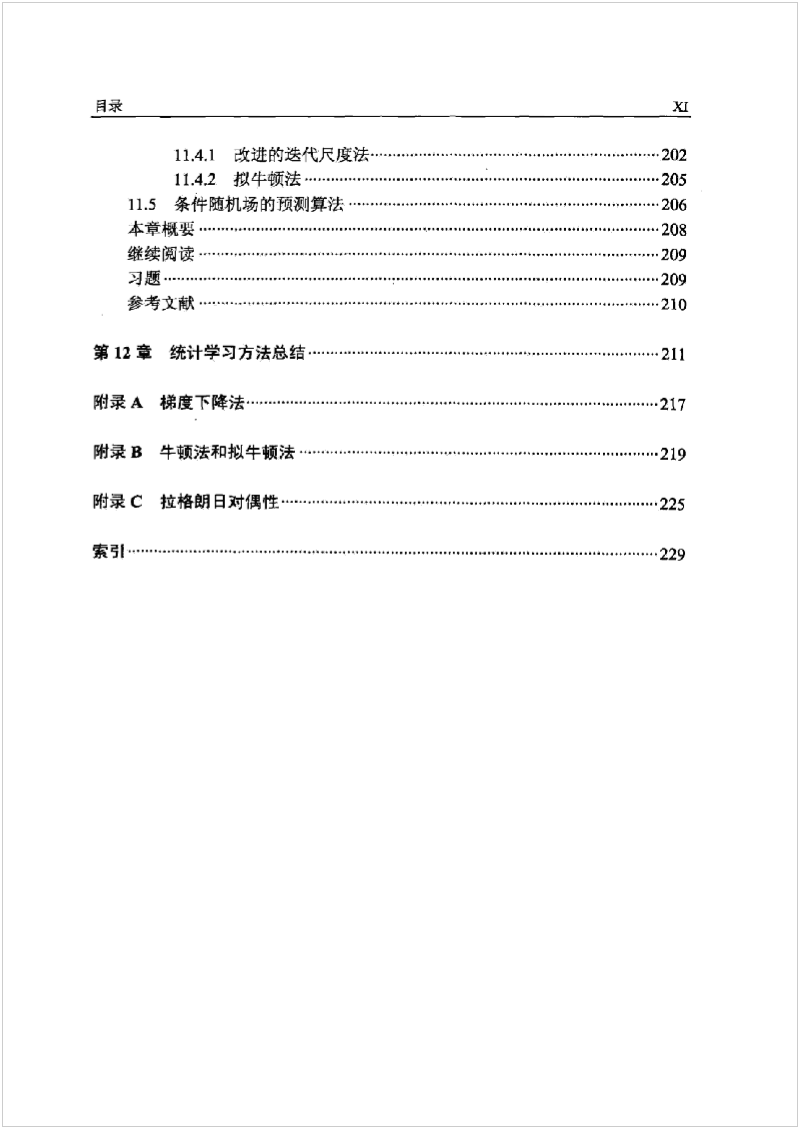 目录 XI
11.4.1 改进的迭代尺度法 202
11.4.2 拟牛顿法 205
11.5 条件随机场的预测算法 206
本章概要 208
继续阅读 209
习题 209
参考文献 210
第 12 章 统计学习方法总结 211
附录 A 梯度下降法 217
附录 B 牛顿法和拟牛顿法 219
附录 C 拉格朗日对偶性 225
索引 229